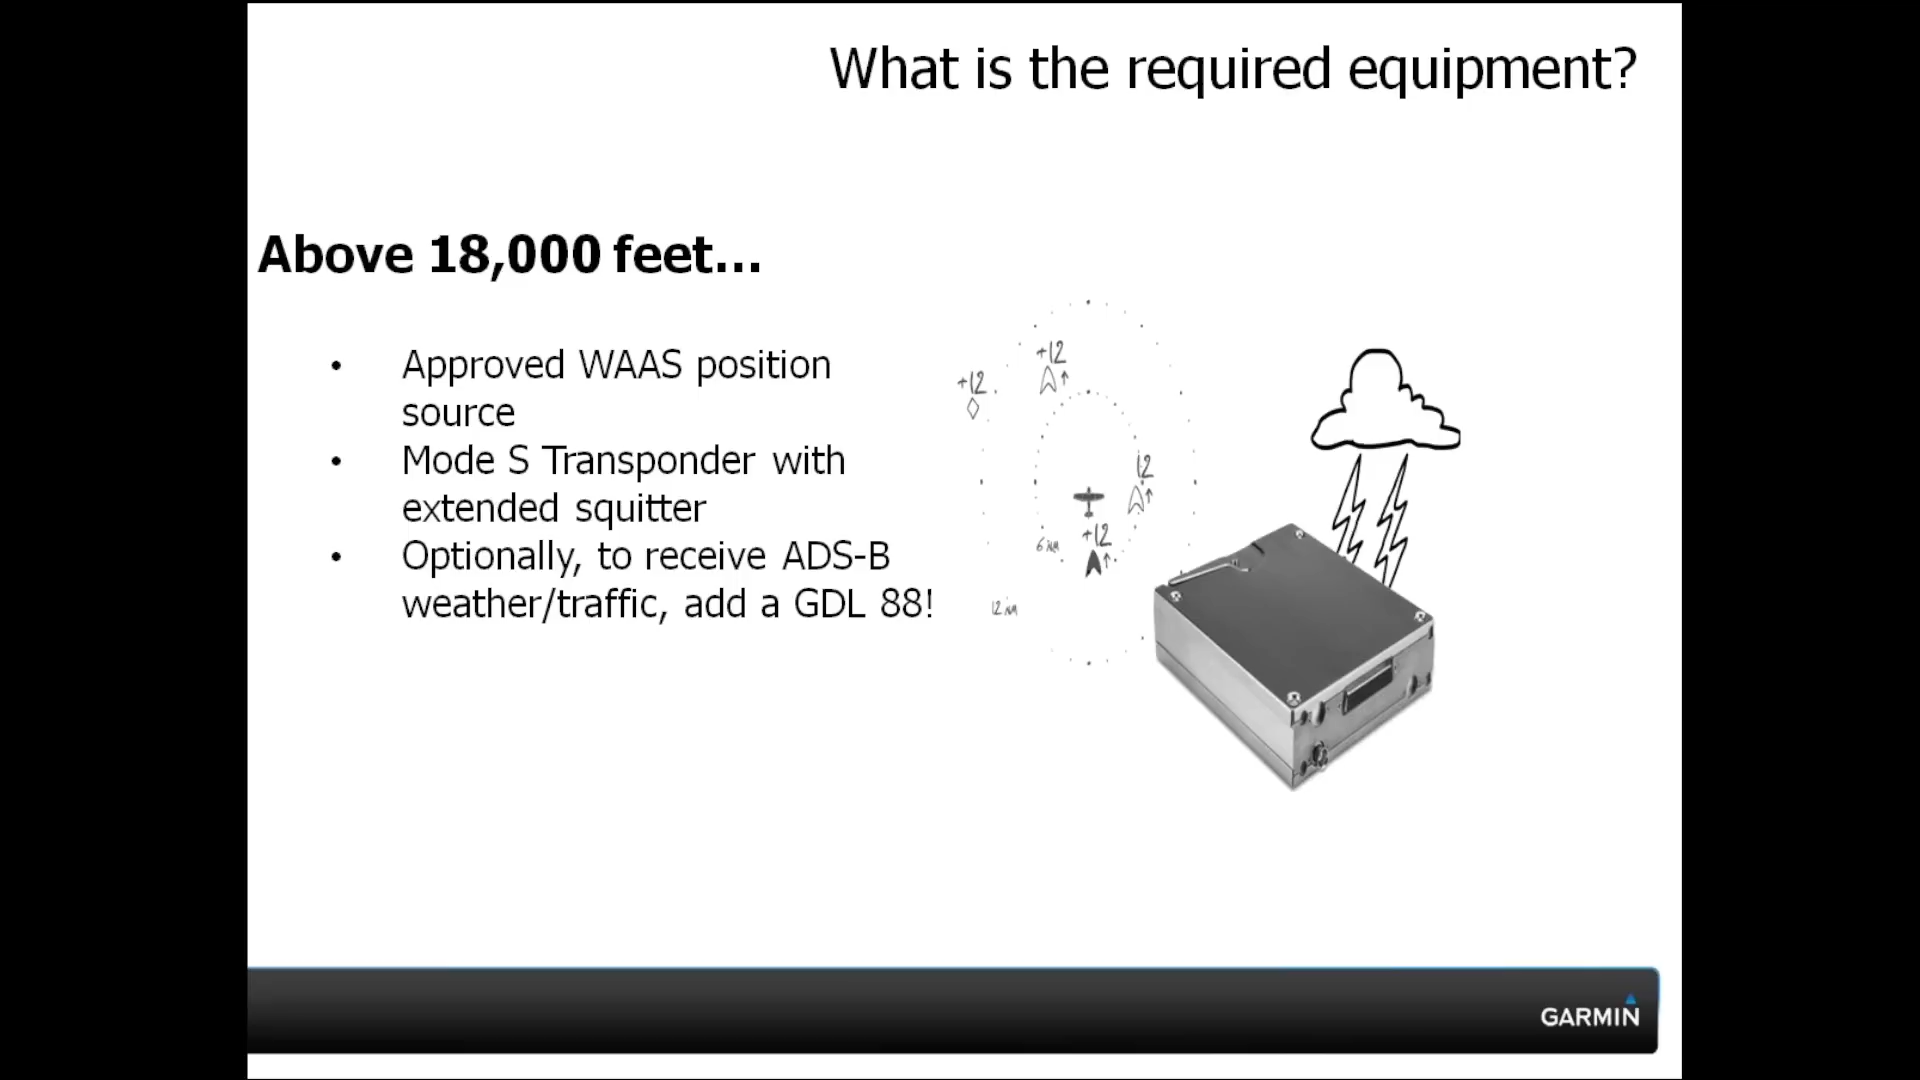 What is the required equipment?
Above 18,000 feet...
• Approved WAAS position
source
• Mode S Transponder with
extended squitter
• Optionally, to receive ADS-B
weather/traffic, add a GDL 88!
+12
+12
12
+12
6 NM
12 NM
GARMIN